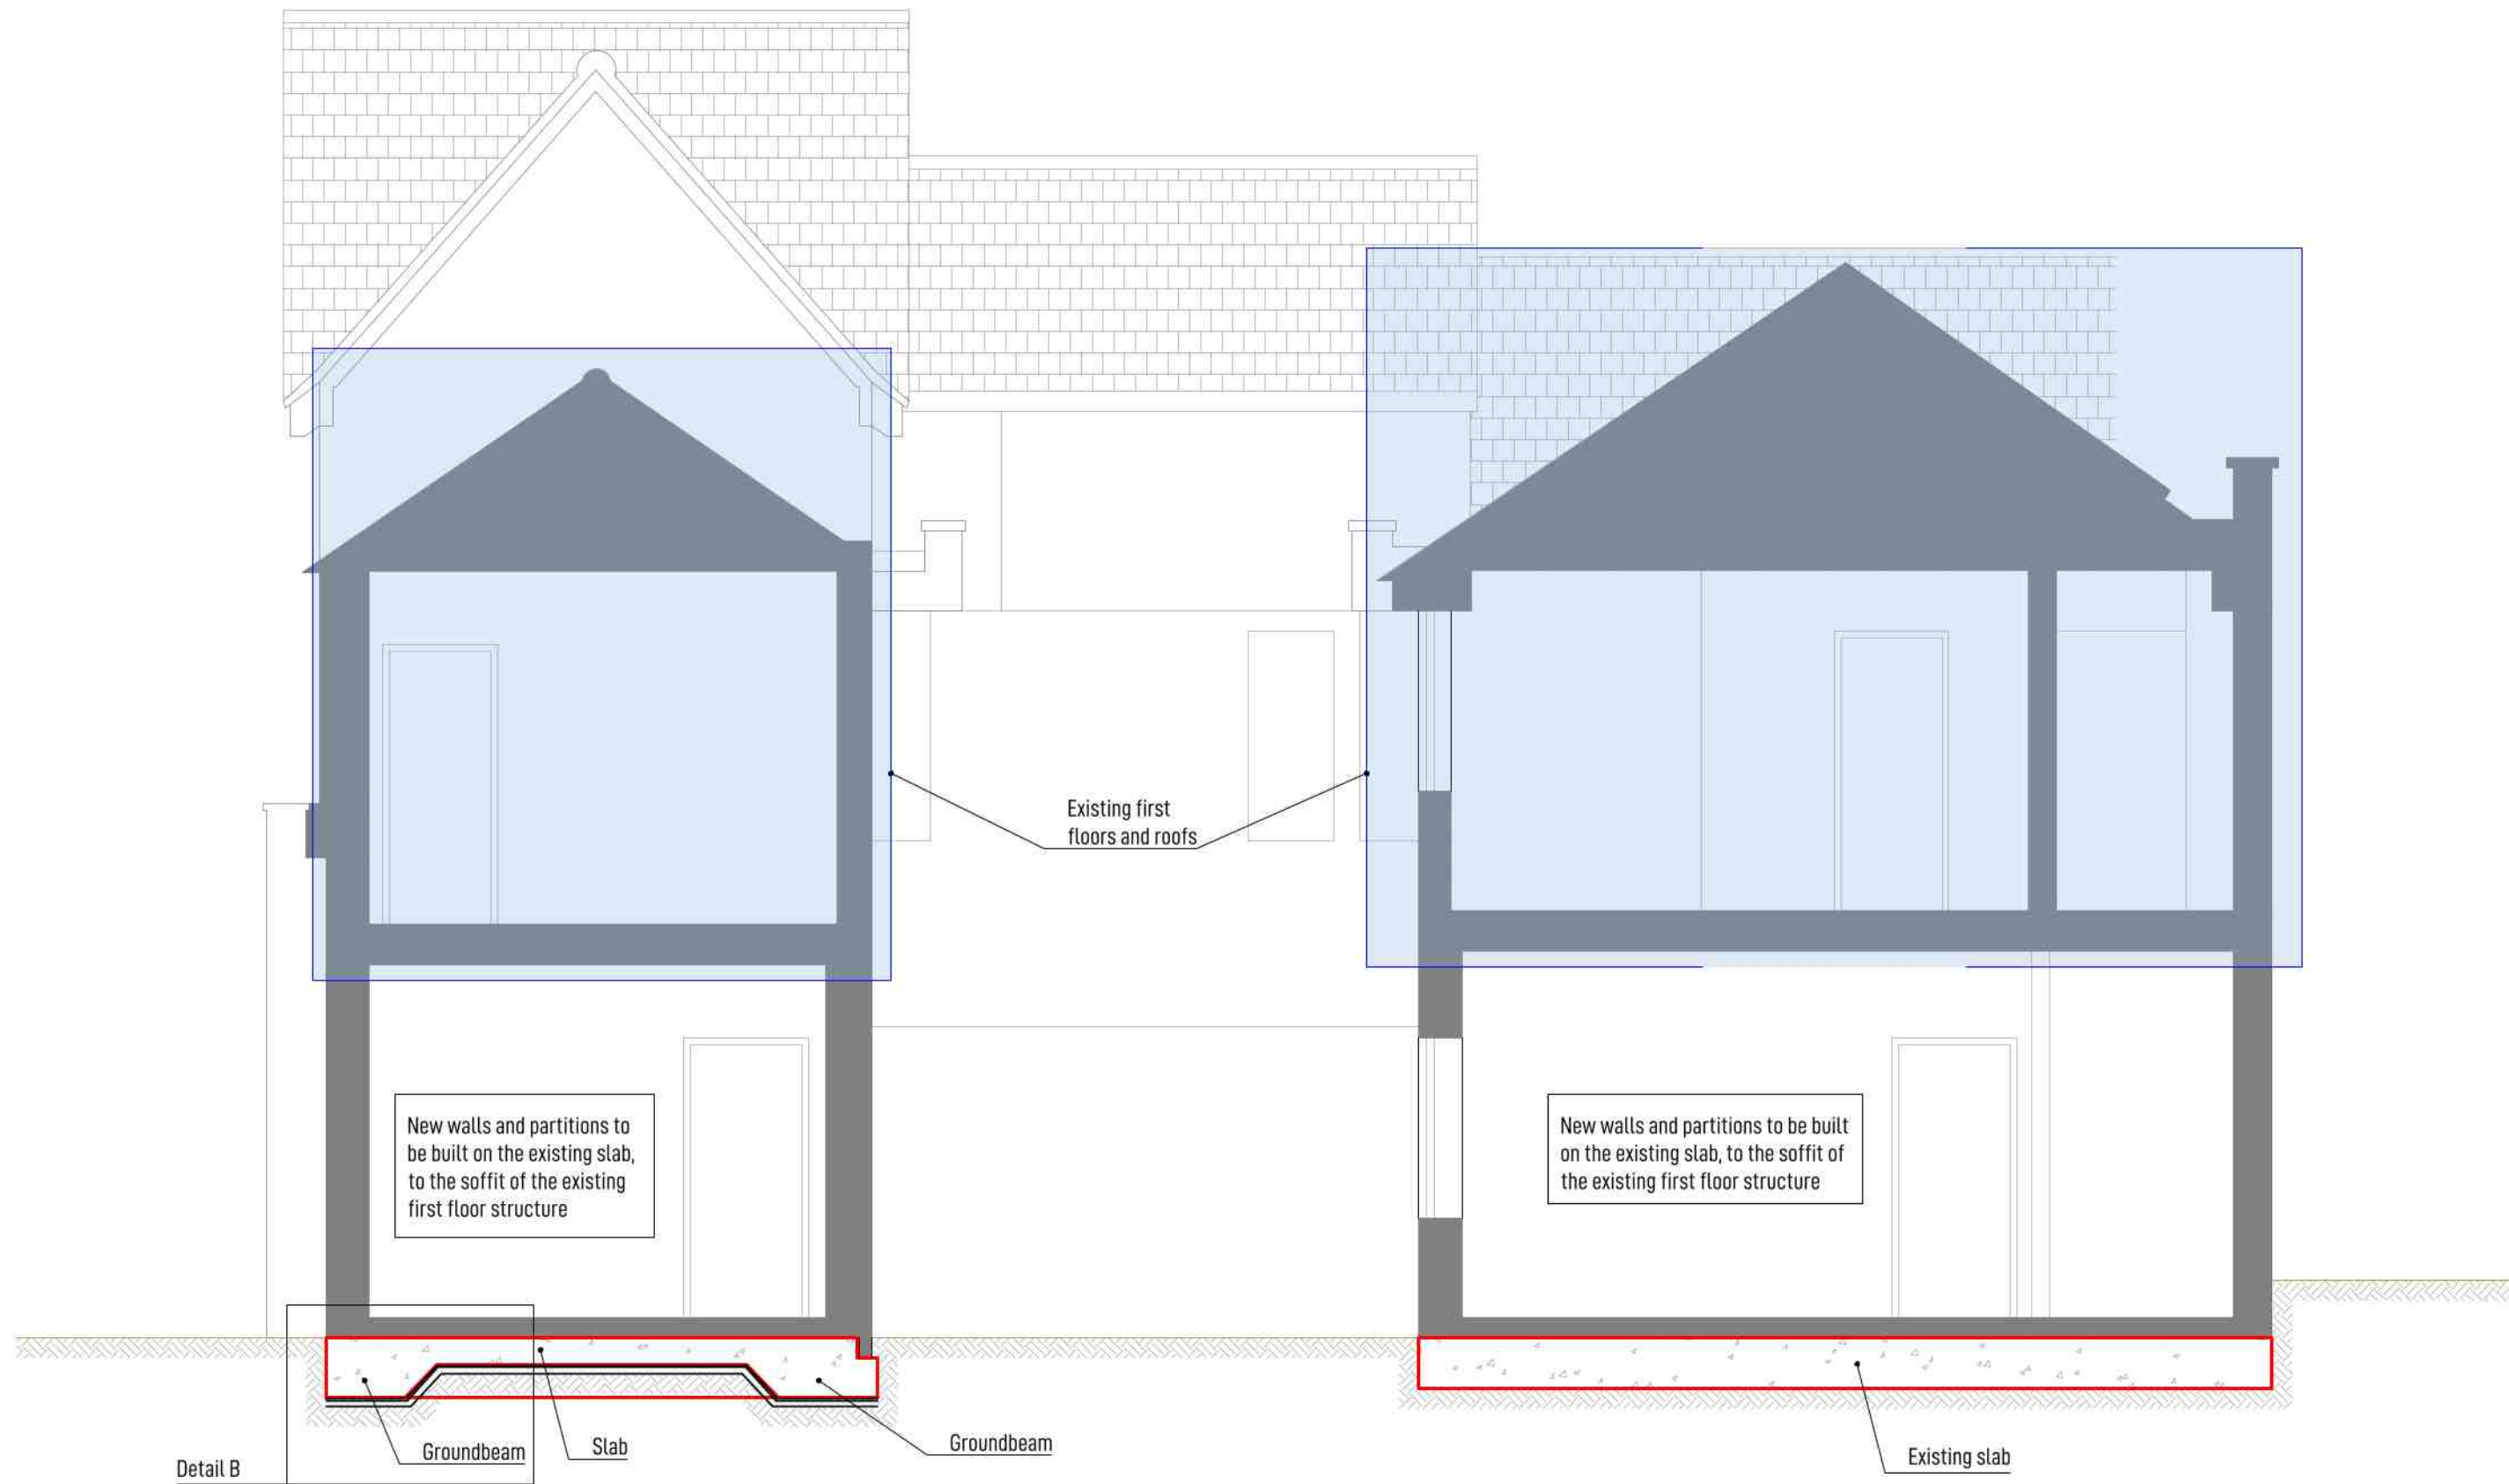 Existing first
floors and roofs
New walls and partitions to
be built on the existing slab,
to the soffit of the existing
first floor structure
New walls and partitions to be built
on the existing slab, to the soffit of
the existing first floor structure
Groundbeam
Slab
Groundbeam
Existing slab
Detail B